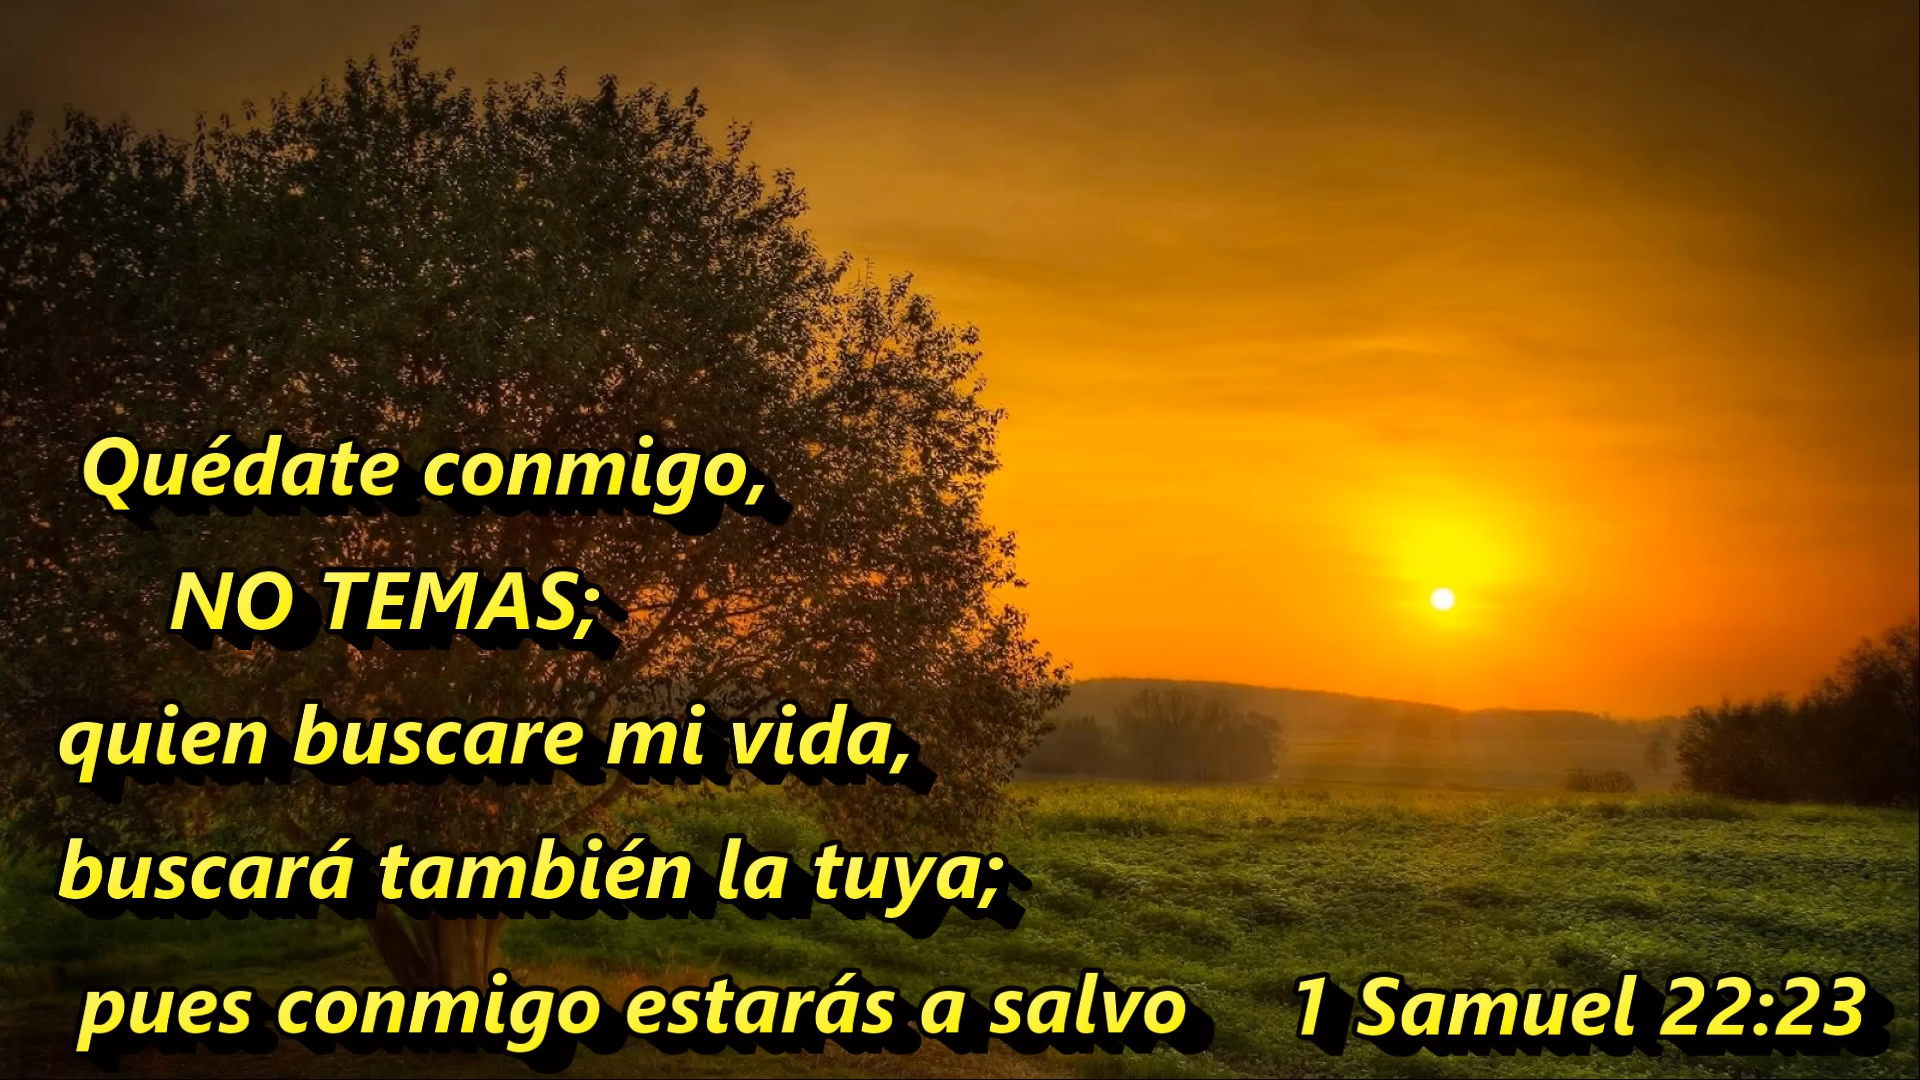 Quédate conmigo,
NO TEMAS;
quien buscare mi vida,
buscará también la tuya;
pues conmigo estarás a salvo 1 Samuel 22:23